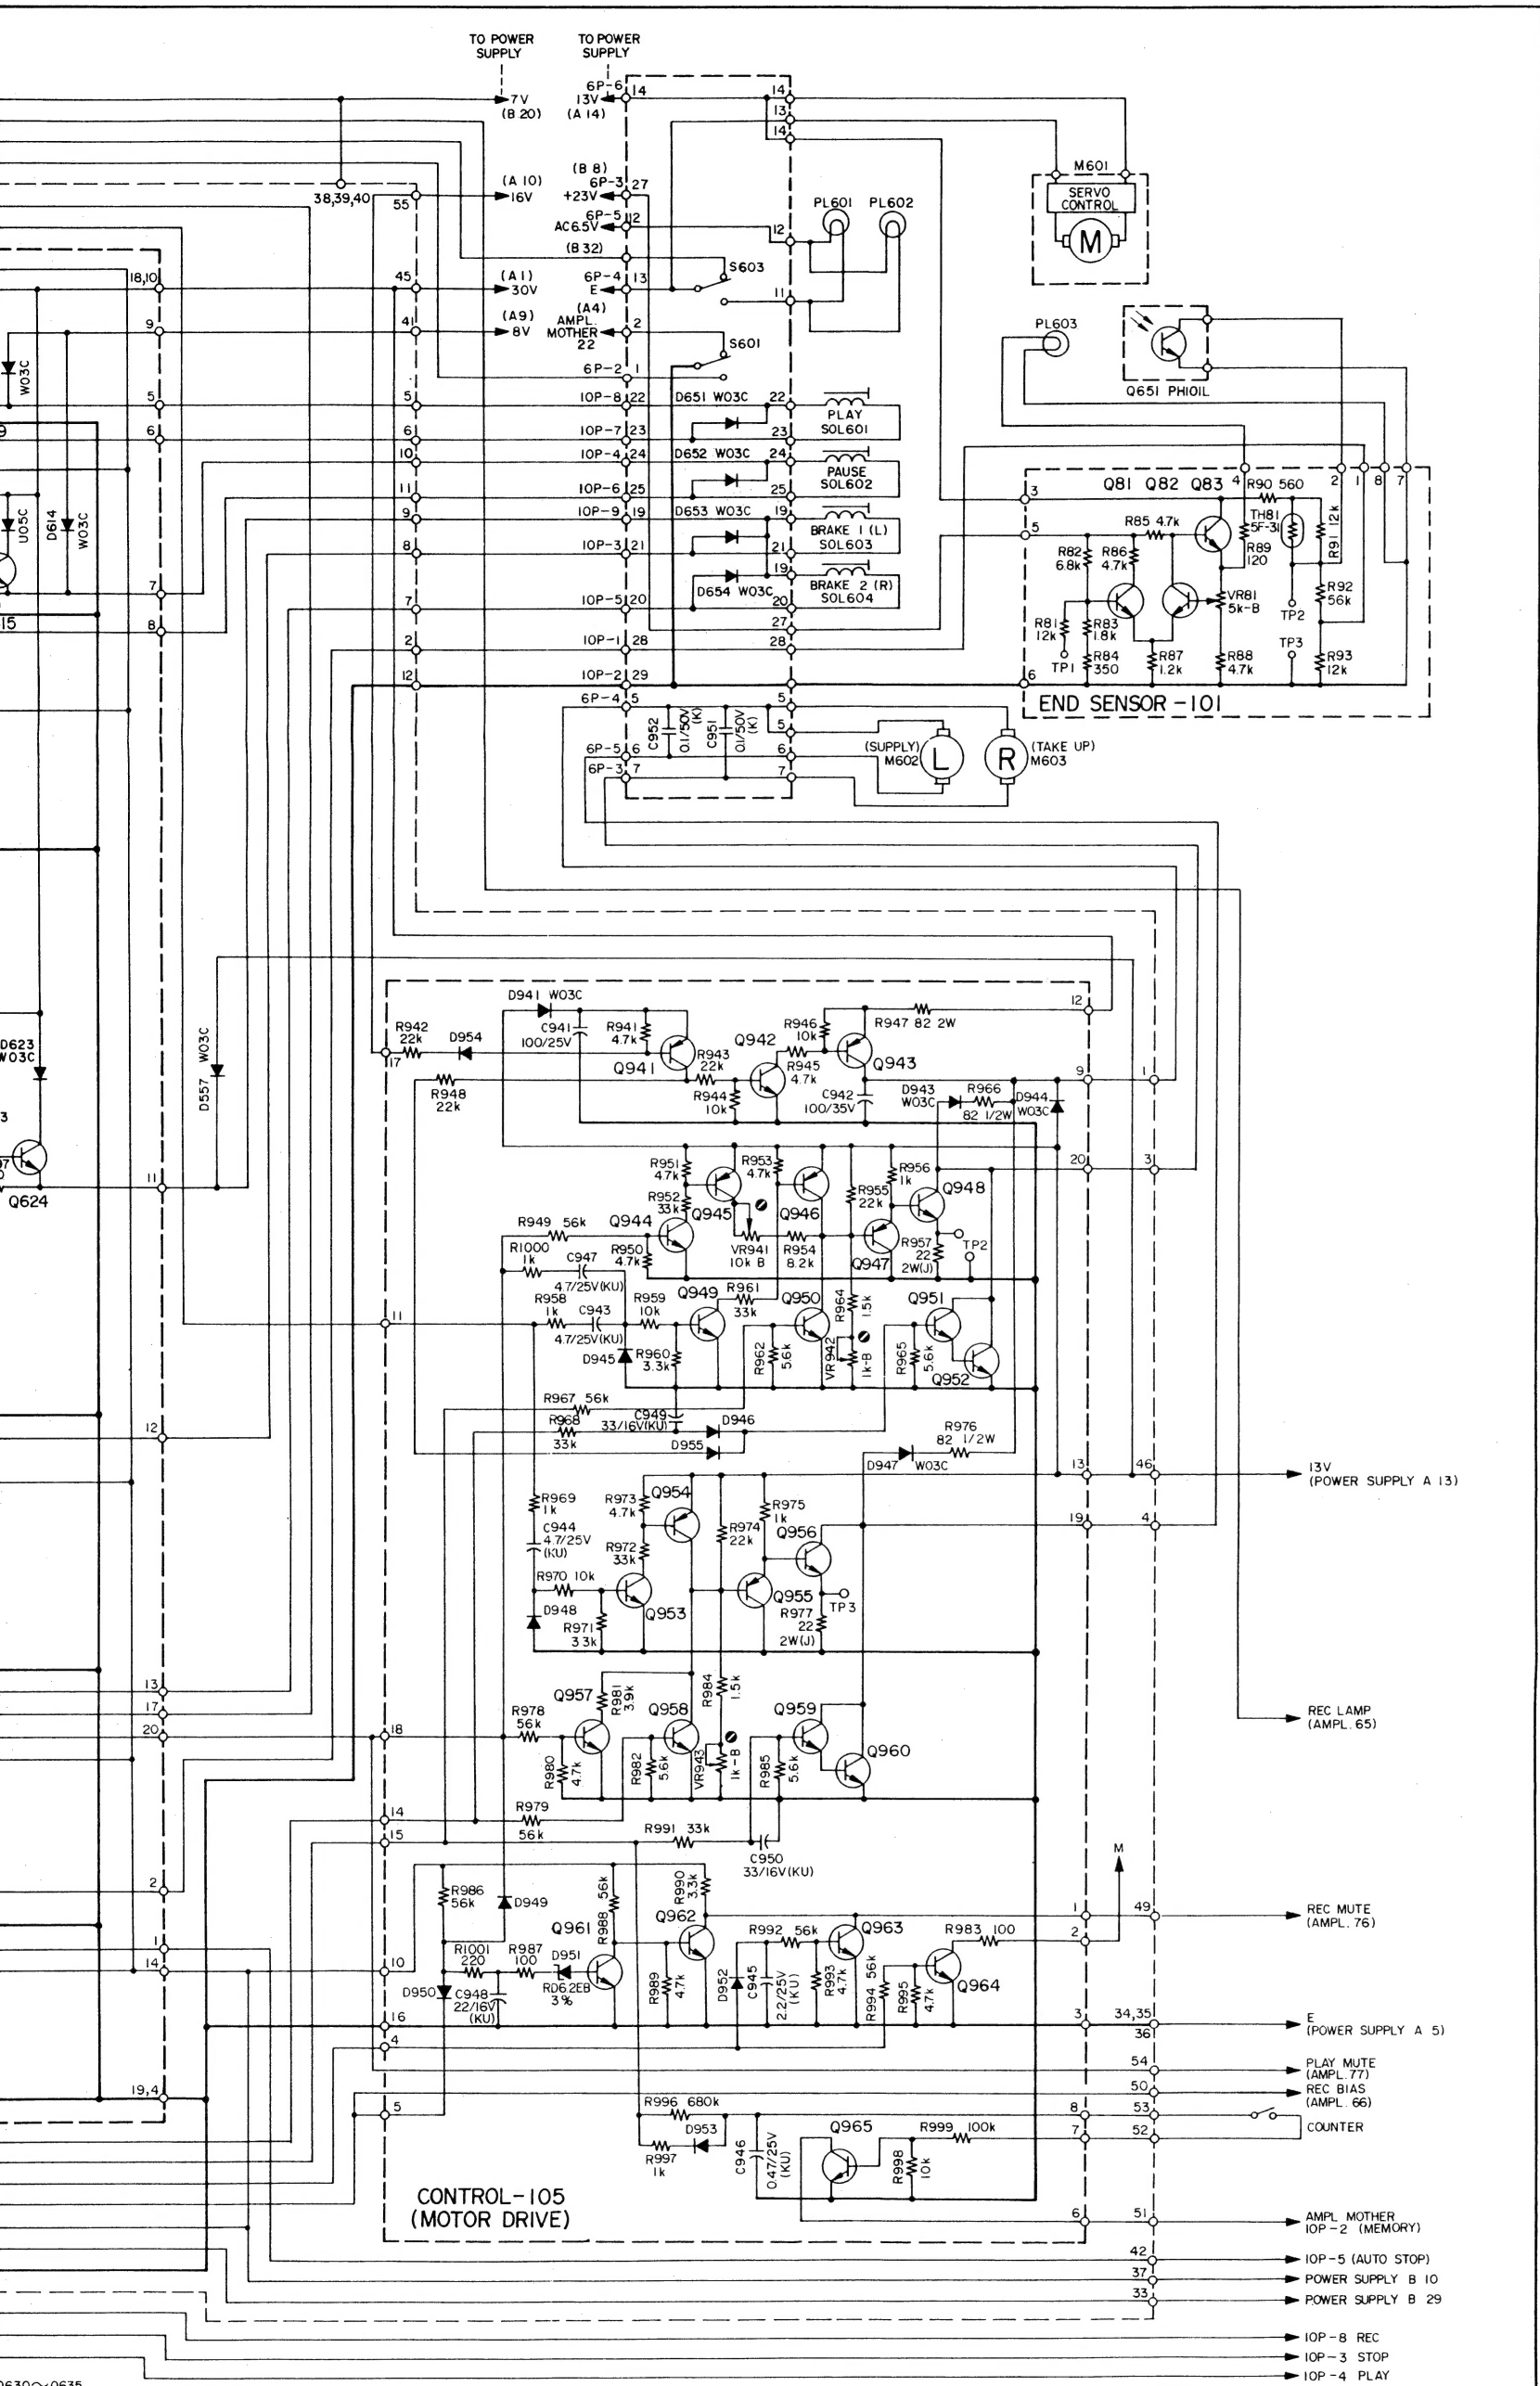 TO POWER SUPPLY
TO POWER SUPPLY
6P-6 14 14
7V 13V
(B 20) (A 14) 13
14
M601
SERVO CONTROL
M
(B 8)
(A 10) 6P-3 27
38,39,40 55 16V +23V
6P-5 12
AC6.5V
PL601 PL602
12
(B 32)
S603
18,10 45 (A 1) 6P-4 13
30V E
11
9 41 (A9) (A4)
8V AMPL. MOTHER 22 2
S601
PL603
Q651 PHIOIL
W03C
6P-2 1
5 5 10P-8 22 D651 W03C 22
PLAY SOL601
6 6 10P-7 23 23
10 10P-4 24 D652 W03C 24
PAUSE SOL602
11 10P-6 25 25
9 10P-9 19 D653 W03C 19
BRAKE 1 (L) SOL603
8 10P-3 21 21
19
D654 W03C
BRAKE 2 (R) SOL604
7 7 10P-5 20 20
27
15 8 2 10P-1 28 28
12 10P-2 29
U05C D614 W03C
Q81 Q82 Q83 4 R90 560 2 1 8 7
3
5
R85 4.7k
TH81 5F-31
R91 12k
R82 6.8k
R86 4.7k
R89 120
R92 56k
VR81 5k-B
TP2
R81 12k
R83 1.8k
TP1
R84 350
R87 1.2k
R88 4.7k
TP3
R93 12k
6
END SENSOR-101
6P-4 5 5
C952 0.1/50V (K)
C951 0.1/50V (K)
5
6P-5 6 6
6P-3 7 7
(SUPPLY) M602 L
R (TAKE UP) M603
D941 W03C
R942 22k
D954
C941 100/25V
R941 4.7k
Q941
R943 22k
Q942
R946 10k
R945 4.7k
Q943
R947 82 2W
12
17
R948 22k
R944 10k
C942 100/35V
D943 W03C
R966 82 1/2W
D944 W03C
9 1
D623 W03C
D557 W03C
Q624
11
R951 4.7k
R952 33k
R953 4.7k
R955 22k
R956 1k
Q948
20 3
R949 56k
Q944
Q945
Q946
Q947
R1000 1k
C947 4.7/25V(KU)
R950 4.7k
VR941 10k B
R954 8.2k
R957 22 2W(J)
TP2
11
R958 1k
C943 4.7/25V(KU)
R959 10k
Q949
R961 33k
Q950
R964 1.5k
Q951
D945
R960 3.3k
R962 5.6k
VR942 1k-B
R965 5.6k
Q952
R967 56k
R968 33k
C949 33/16V(KU)
D946
D955
R976 82 1/2W
D947 W03C
12
13 46
13V (POWER SUPPLY A 13)
R969 1k
C944 4.7/25V (KU)
R973 4.7k
Q954
R972 33k
R974 22k
R975 1k
Q956
19 4
R970 10k
D948
R971 3.3k
Q953
Q955
R977 22 2W(J)
TP3
13
17
20
18
R978 56k
Q957
R981 3.9k
Q958
R984 1.5k
Q959
Q960
R980 4.7k
R982 5.6k
VR943 1k-B
R985 5.6k
REC LAMP (AMPL.65)
14
R979 56k
15
R991 33k
C950 33/16V(KU)
M
2
R986 56k
D949
R988 56k
R990 3.3k
1 49
REC MUTE (AMPL.76)
Q961
Q962
R992 56k
Q963
R983 100
2
1
14
10
R1001 220
R987 100
D951 RD6.2EB 3%
D950
C948 22/16V (KU)
R989 4.7k
D952
C945 2.2/25V (KU)
R993 4.7k
R994 56k
R995 4.7k
Q964
16
3 34,35 36
E (POWER SUPPLY A 5)
4
54
PLAY MUTE (AMPL.77)
50
REC BIAS (AMPL.66)
19,4
5
R996 680k
8 53
COUNTER
D953
Q965
R999 100k
7 52
R997 1k
C946 0.47/25V (KU)
R998 10k
CONTROL-105
(MOTOR DRIVE)
6 51
AMPL MOTHER
10P-2 (MEMORY)
42
10P-5 (AUTO STOP)
37
POWER SUPPLY B 10
33
POWER SUPPLY B 29
10P-8 REC
10P-3 STOP
10P-4 PLAY